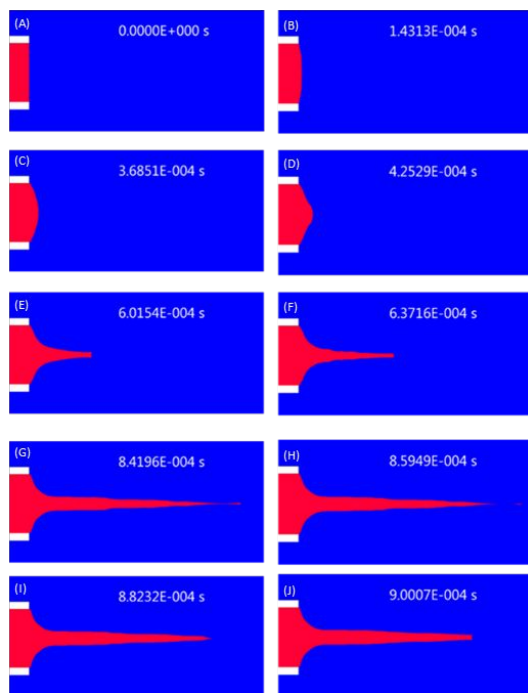 (A) 0.0000E+000 s
(B) 1.4313E-004 s
(C) 3.6851E-004 s
(D) 4.2529E-004 s
(E) 6.0154E-004 s
(F) 6.3716E-004 s
(G) 8.4196E-004 s
(H) 8.5949E-004 s
(I) 8.8232E-004 s
(J) 9.0007E-004 s